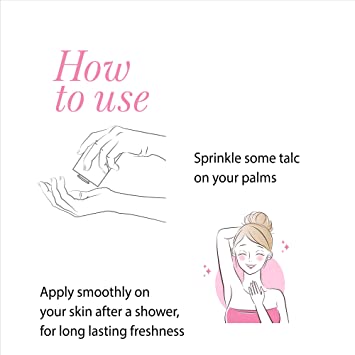 How
to use
Sprinkle some talc
on your palms
Apply smoothly on
your skin after a shower,
for long lasting freshness